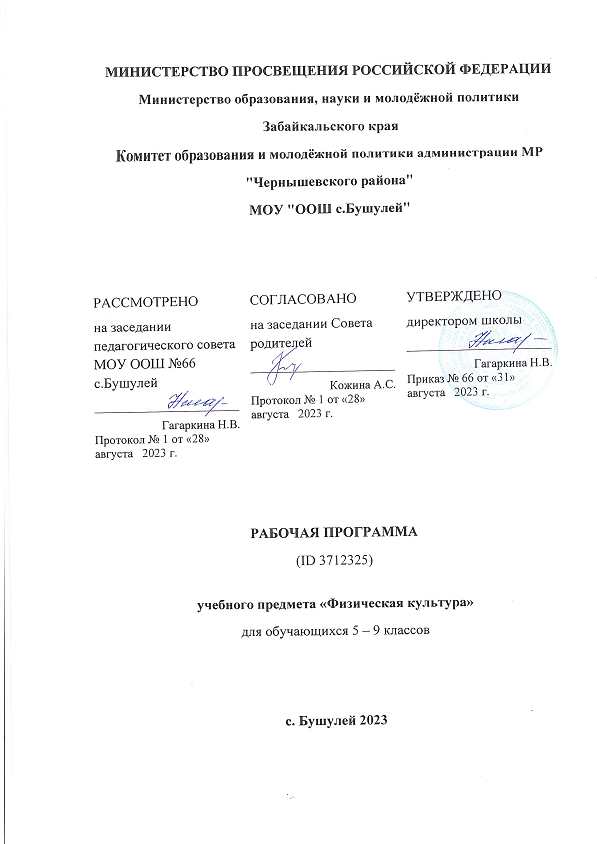 МИНИСТЕРСТВО ПРОСВЕЩЕНИЯ РОССИЙСКОЙ ФЕДЕРАЦИИ
Министерство образования, науки и молодёжной политики
Забайкальского края
Комитет образования и молодёжной политики администрации МР
"Чернышевского района"
МОУ "ООШ с.Бушулей"
РАССМОТРЕНО
на заседании
педагогического совета
МОУ ООШ №66
с.Бушулей
Гагаркина Н.В.
Протокол № 1 от «28»
августа 2023 г.
СОГЛАСОВАНО
на заседании Совета
родителей
Кожина А.С.
Протокол № 1 от «28»
августа 2023 г.
УТВЕРЖДЕНО
директором школы
Гагаркина Н.В.
Приказ № 66 от «31»
августа 2023 г.
РАБОЧАЯ ПРОГРАММА
(ID 3712325)
учебного предмета «Физическая культура»
для обучающихся 5 – 9 классов
с. Бушулей 2023